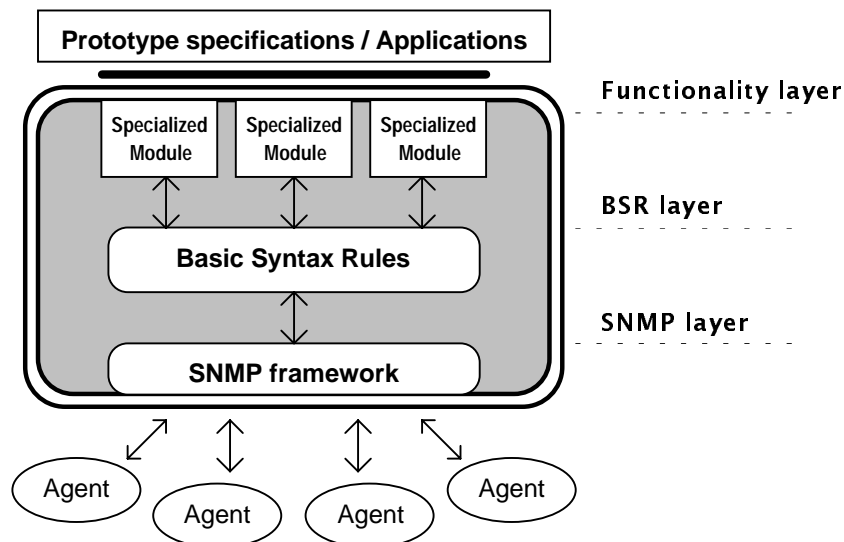 Prototype specifications / Applications
Functionality layer
Specialized
Module
Specialized
Module
Specialized
Module
BSR layer
Basic Syntax Rules
SNMP layer
SNMP framework
Agent
Agent
Agent
Agent